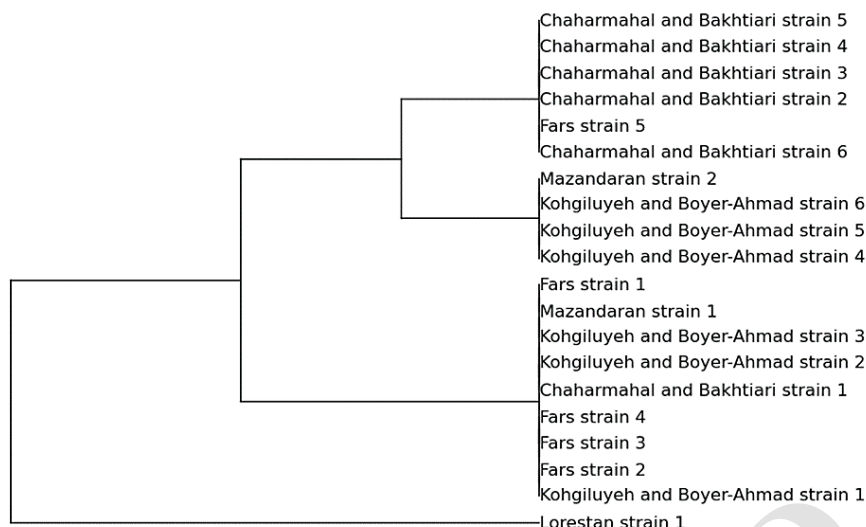 Chaharmahal and Bakhtiari strain 5
Chaharmahal and Bakhtiari strain 4
Chaharmahal and Bakhtiari strain 3
Chaharmahal and Bakhtiari strain 2
Fars strain 5
Chaharmahal and Bakhtiari strain 6
Mazandaran strain 2
Kohgiluyeh and Boyer-Ahmad strain 6
Kohgiluyeh and Boyer-Ahmad strain 5
Kohgiluyeh and Boyer-Ahmad strain 4
Fars strain 1
Mazandaran strain 1
Kohgiluyeh and Boyer-Ahmad strain 3
Kohgiluyeh and Boyer-Ahmad strain 2
Chaharmahal and Bakhtiari strain 1
Fars strain 4
Fars strain 3
Fars strain 2
Kohgiluyeh and Boyer-Ahmad strain 1
Lorestan strain 1